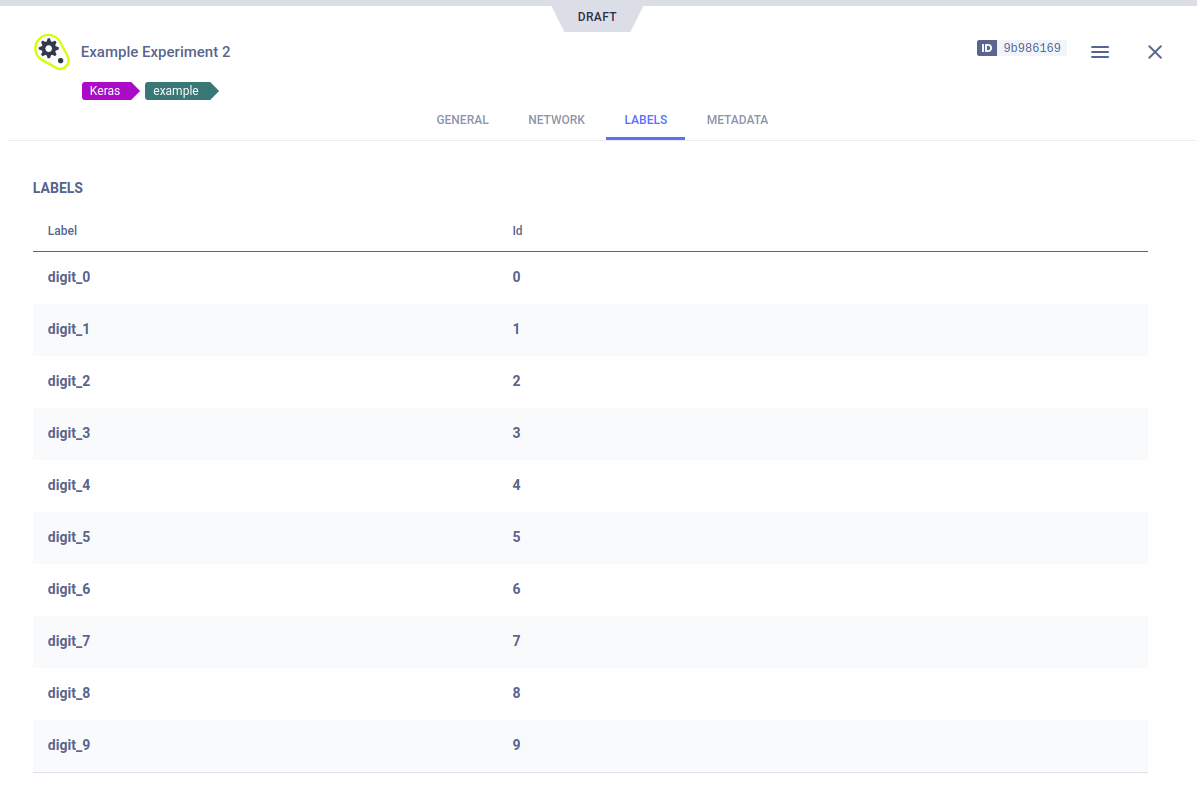 DRAFT
Example Experiment 2
ID 9b986169
Keras example
GENERAL NETWORK LABELS METADATA
LABELS
Label Id
digit_0 0
digit_1 1
digit_2 2
digit_3 3
digit_4 4
digit_5 5
digit_6 6
digit_7 7
digit_8 8
digit_9 9